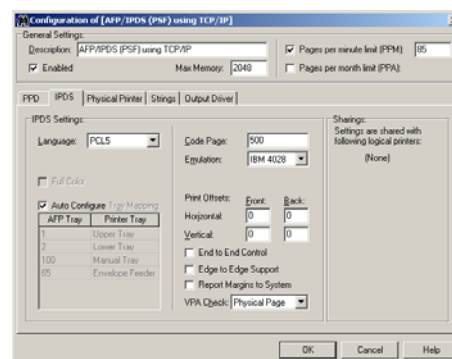 Configuration of [AFP/IPDS (PSF) using TCP/IP]
General Settings:
Description: AFP/IPDS (PSF) using TCP/IP
Pages per minute limit (PPM): 85
Enabled
Max Memory: 2048
Pages per month limit (PPA):
PPD IPDS Physical Printer Strings Output Driver
IPDS Settings:
Language: PCL5
Full Color
Auto Configure Tray Mapping
AFP Tray Printer Tray
1 Upper Tray
2 Lower Tray
100 Manual Tray
65 Envelope Feeder
Code Page: 500
Emulation: IBM 4028
Print Offsets: Front: Back:
Horizontal: 0 0
Vertical: 0 0
End to End Control
Edge to Edge Support
Report Margins to System
VPA Check: Physical Page
Sharings:
Settings are shared with
following logical printers:
(None)
OK Cancel Help